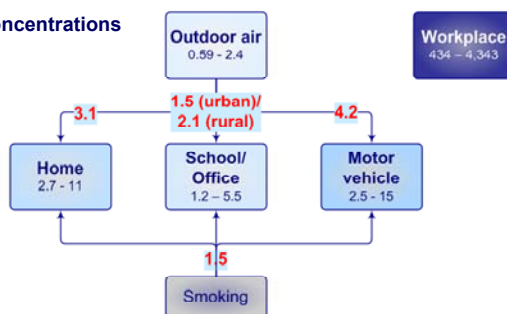 oncentrations
Outdoor air
0.59 - 2.4
Workplace
434 – 4,343
3.1
1.5 (urban)/
2.1 (rural)
4.2
Home
2.7 - 11
School/
Office
1.2 – 5.5
Motor
vehicle
2.5 - 15
1.5
Smoking